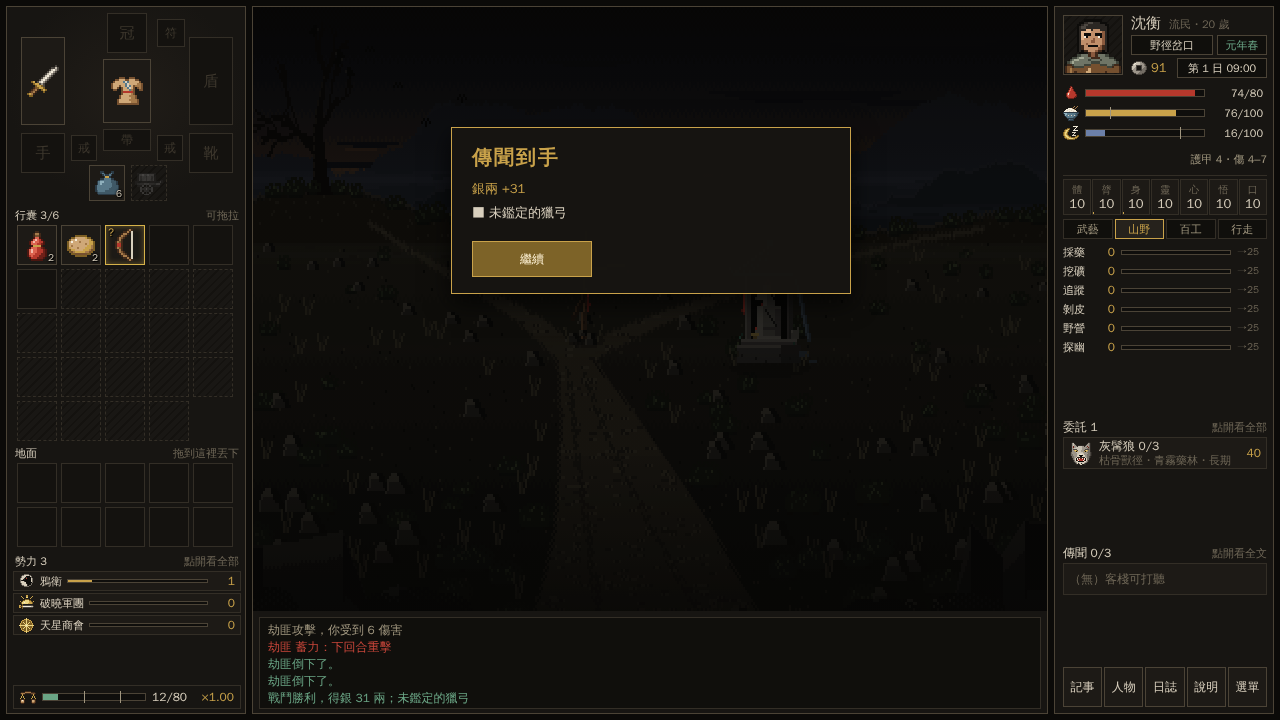 冠
符
盾
手
戒
帶
戒
靴
6
行囊 3/6
可拖拉
2
2
?
地面
拖到這裡丟下
勢力 3
點開看全部
鴉衛
1
破曉軍團
0
天星商會
0
12/80
×1.00
傳聞到手
銀兩 +31
未鑑定的獵弓
繼續
劫匪攻擊，你受到 6 傷害
劫匪 蓄力：下回合重擊
劫匪倒下了。
劫匪倒下了。
戰鬥勝利，得銀 31 兩；未鑑定的獵弓
沈衡 流民・20 歲
野徑岔口
元年春
91
第 1 日 09:00
74/80
76/100
16/100
護甲 4・傷 4–7
體 臂 身 靈 心 悟 口
10 10 10 10 10 10 10
武藝 山野 百工 行走
採藥 0 →25
挖礦 0 →25
追蹤 0 →25
剝皮 0 →25
野營 0 →25
探幽 0 →25
委託 1
點開看全部
灰髯狼 0/3
40
枯骨獸徑・青霧藥林・長期
傳聞 0/3
點開看全文
（無）客棧可打聽
記事 人物 日誌 說明 選單